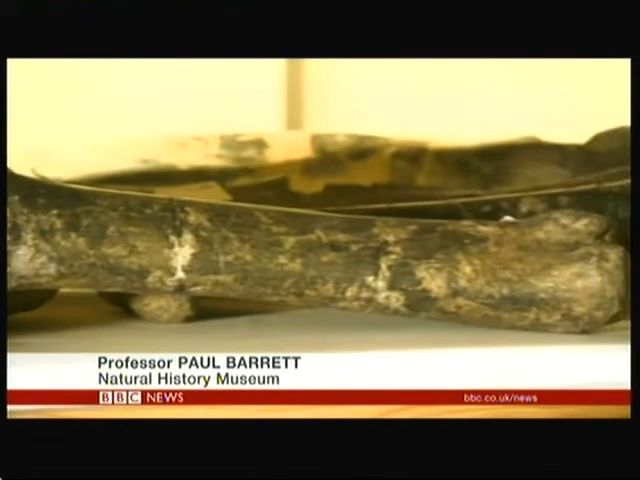 Professor PAUL BARRETT
Natural History Museum
BBC NEWS bbc.co.uk/news